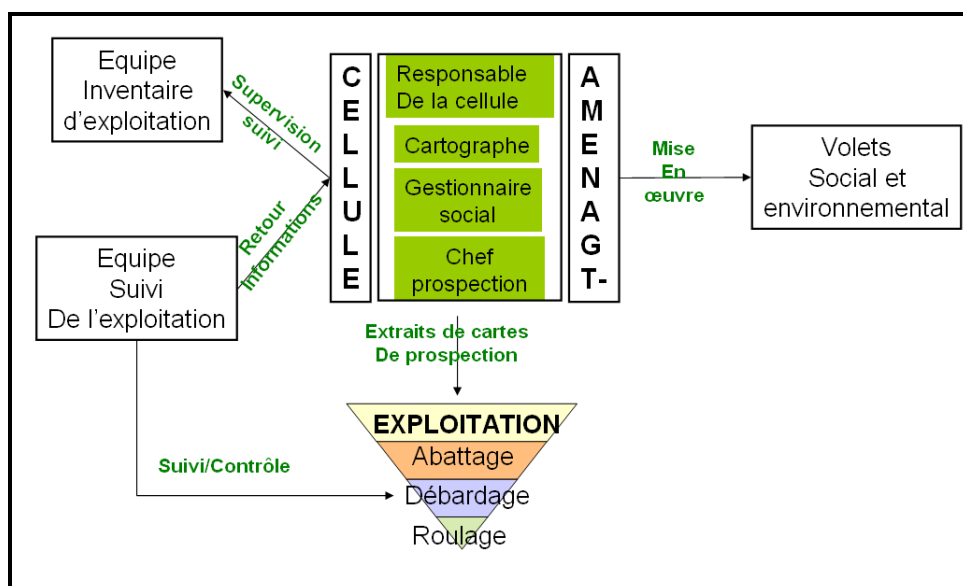 Equipe
Inventaire
d'exploitation
Supervision
suivi
Retour
Informations
Equipe
Suivi
De l'exploitation
CELLULE
Responsable
De la cellule
Cartographe
Gestionnaire
social
Chef
prospection
AMENAGT-
Mise
En
œuvre
Volets
Social et
environnemental
Extraits de cartes
De prospection
Suivi/Contrôle
EXPLOITATION
Abattage
Débardage
Roulage